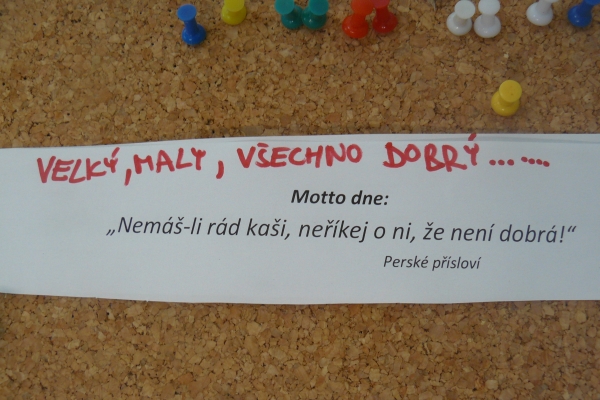 VELKÝ, MALÝ, VŠECHNO DOBRÝ.......
Motto dne:
„Nemáš-li rád kaši, neříkej o ni, že není dobrá!“
Perské přísloví